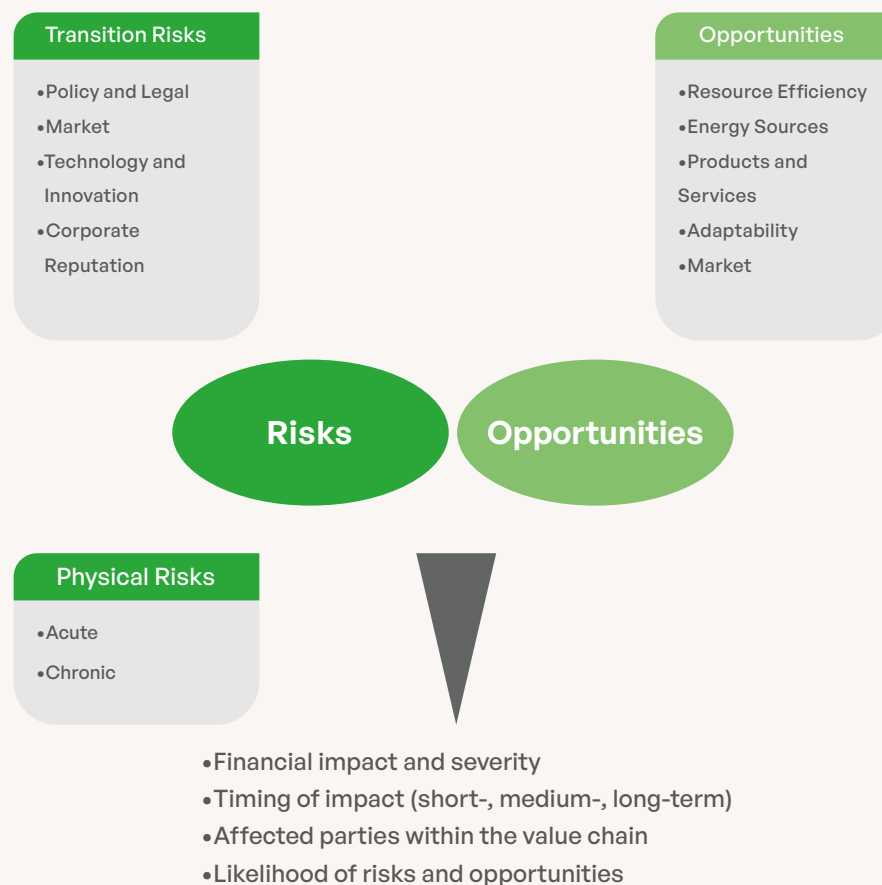 Transition Risks
•Policy and Legal
•Market
•Technology and
Innovation
•Corporate
Reputation
Opportunities
•Resource Efficiency
•Energy Sources
•Products and
Services
•Adaptability
•Market
Risks
Opportunities
Physical Risks
•Acute
•Chronic
•Financial impact and severity
•Timing of impact (short-, medium-, long-term)
•Affected parties within the value chain
•Likelihood of risks and opportunities